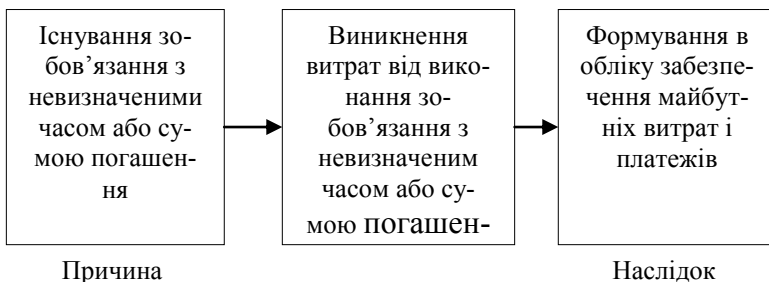 Існування зо-
бов’язання з
невизначеними
часом або су-
мою погашен-
ня
Виникнення
витрат від вико-
нання зо-
бов’язання з
невизначеним
часом або су-
мою погашен-
Формування в
обліку забезпе-
чення майбут-
ніх витрат і
платежів
Причина
Наслідок